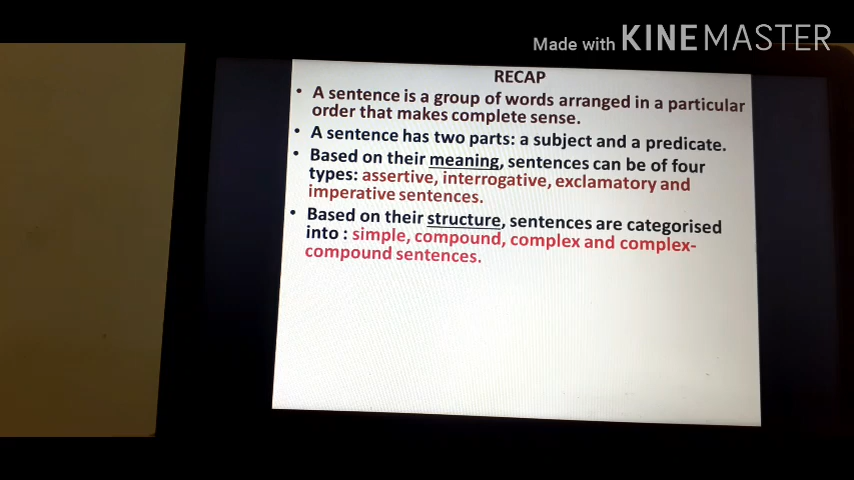 Made with KINEMASTER
RECAP
• A sentence is a group of words arranged in a particular
order that makes complete sense.
• A sentence has two parts: a subject and a predicate.
• Based on their meaning, sentences can be of four
types: assertive, interrogative, exclamatory and
imperative sentences.
• Based on their structure, sentences are categorised
into : simple, compound, complex and complex-
compound sentences.